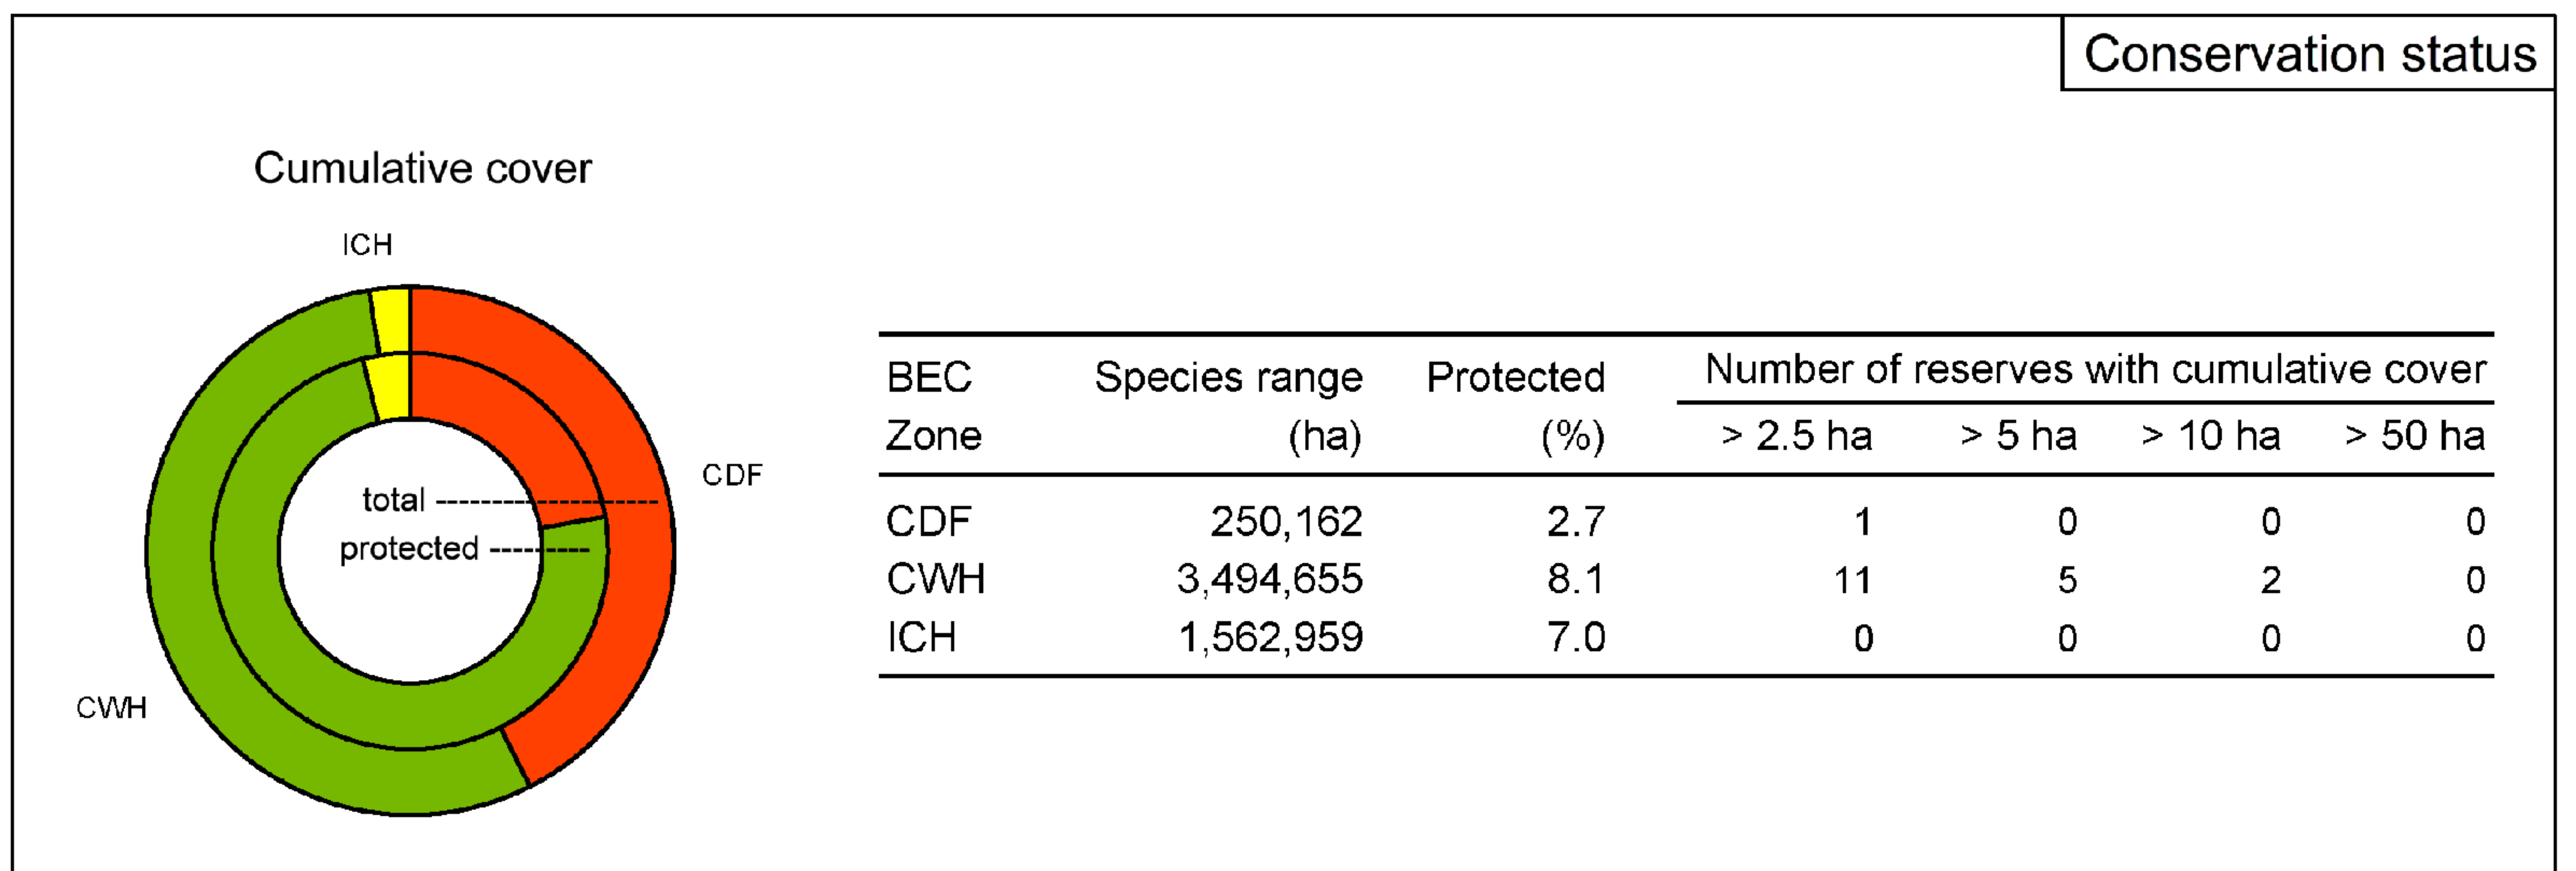 Conservation status
Cumulative cover
ICH
CDF
total
protected
CWH
BEC Species range Protected Number of reserves with cumulative cover
Zone (ha) (%) > 2.5 ha > 5 ha > 10 ha > 50 ha
CDF 250,162 2.7 1 0 0 0
CWH 3,494,655 8.1 11 5 2 0
ICH 1,562,959 7.0 0 0 0 0